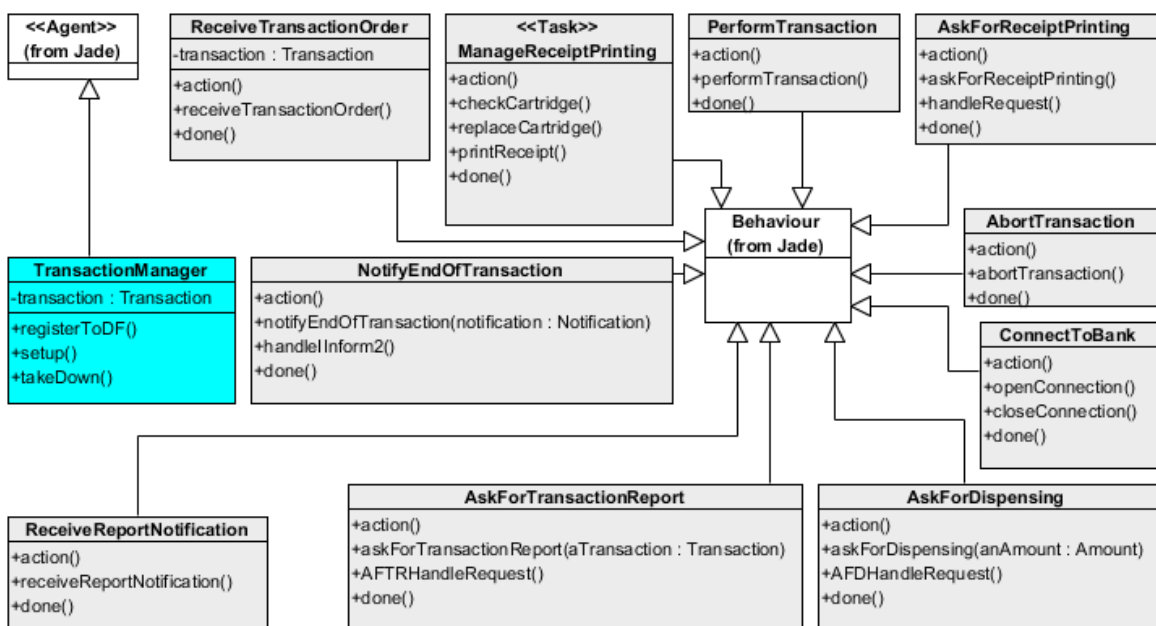 <<Agent>>
(from Jade)
ReceiveTransactionOrder
-transaction : Transaction
+action()
+receiveTransactionOrder()
+done()
<<Task>>
ManageReceiptPrinting
+action()
+checkCartridge()
+replaceCartridge()
+printReceipt()
+done()
PerformTransaction
+action()
+performTransaction()
+done()
AskForReceiptPrinting
+action()
+askForReceiptPrinting()
+handleRequest()
+done()
Behaviour
(from Jade)
AbortTransaction
+action()
+abortTransaction()
+done()
TransactionManager
-transaction : Transaction
+registerToDF()
+setup()
+takeDown()
NotifyEndOfTransaction
+action()
+notifyEndOfTransaction(notification : Notification)
+handleIInform2()
+done()
ConnectToBank
+action()
+openConnection()
+closeConnection()
+done()
ReceiveReportNotification
+action()
+receiveReportNotification()
+done()
AskForTransactionReport
+action()
+askForTransactionReport(aTransaction : Transaction)
+AFTRHandleRequest()
+done()
AskForDispensing
+action()
+askForDispensing(anAmount : Amount)
+AFDHandleRequest()
+done()